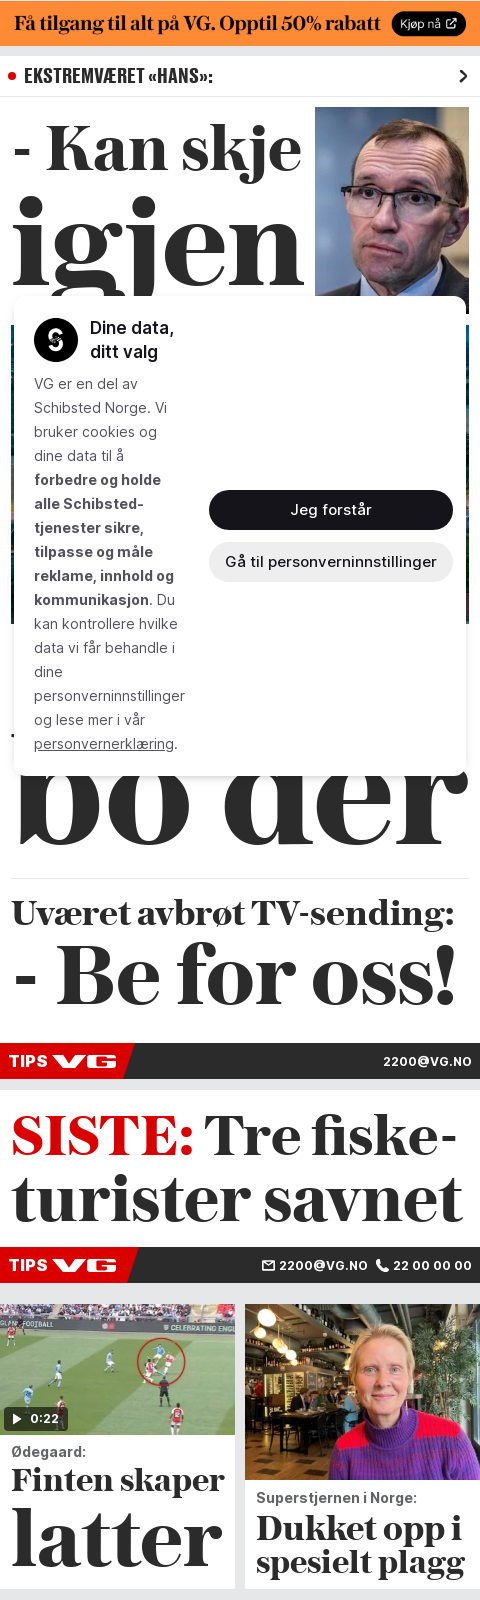 Få tilgang til alt på VG. Opptil 50% rabatt
Kjøp nå
EKSTREMVÆRET «HANS»:
- Kan skje
igjen
Dine data,
ditt valg
VG er en del av
Schibsted Norge. Vi
bruker cookies og
dine data til å
forbedre og holde
alle Schibsted-
tjenester sikre,
tilpasse og måle
reklame, innhold og
kommunikasjon. Du
kan kontrollere hvilke
data vi får behandle i
dine
personverninnstillinger
og lese mer i vår
personvernerklæring.
Jeg forstår
Gå til personverninnstillinger
bo der
Uværet avbrøt TV-sending:
- Be for oss!
TIPS VG
2200@VG.NO
SISTE: Tre fiske-
turister savnet
TIPS VG
2200@VG.NO
22 00 00 00
CELEBRATING ENG
0:22
Ødegaard:
Finten skaper
latter
Superstjernen i Norge:
Dukket opp i
spesielt plagg